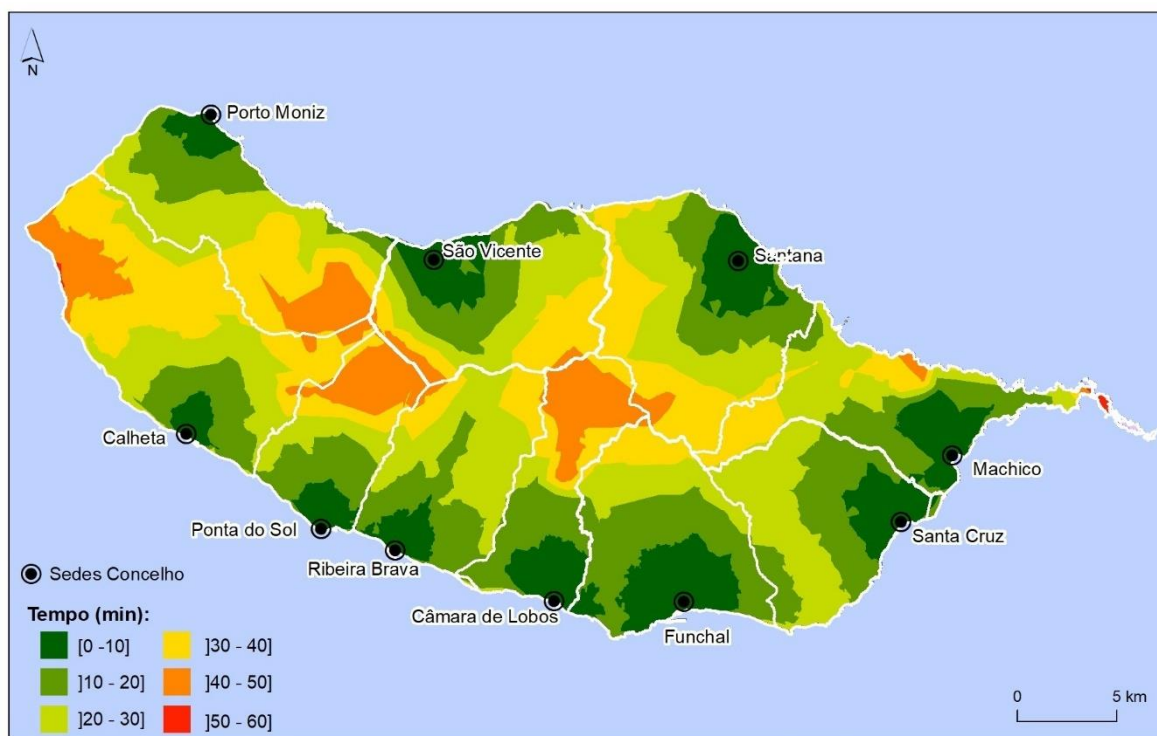 N
Porto Moniz
São Vicente
Santana
Calheta
Machico
Ponta do Sol
Santa Cruz
Ribeira Brava
Sedes Concelho
Câmara de Lobos
Funchal
Tempo (min):
[0 -10]
]30 - 40]
]10 - 20]
]40 - 50]
]20 - 30]
]50 - 60]
0 5 km